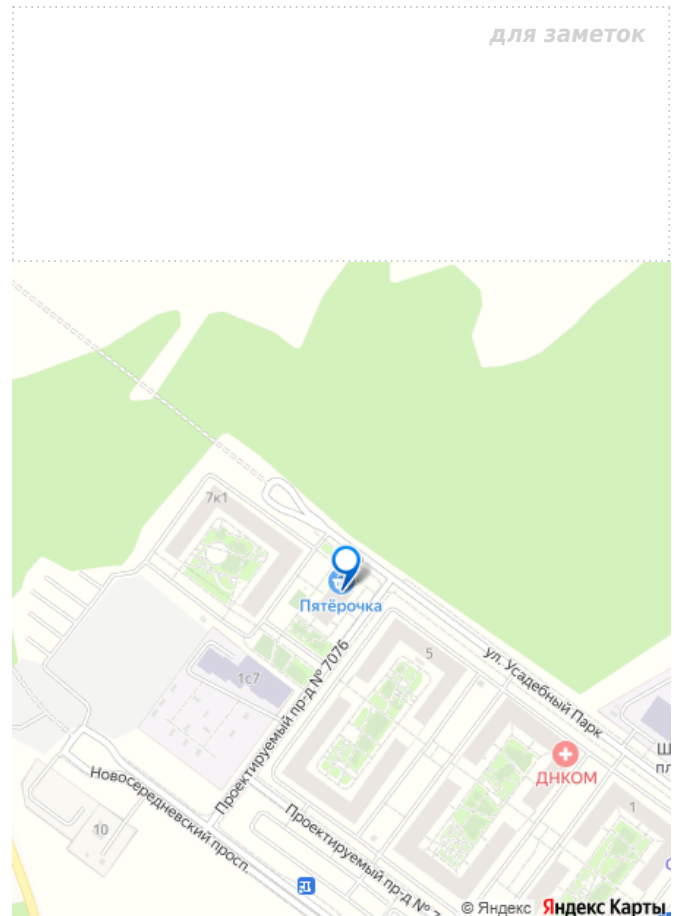 для заметок
7к1
Пятёрочка
Проектируемый пр-д № 7076
ул. Усадебный Парк
5
1с7
ДНКОМ
1
Новосередневский просп.
10
Проектируемый пр-д №
© Яндекс Яндекс Карты